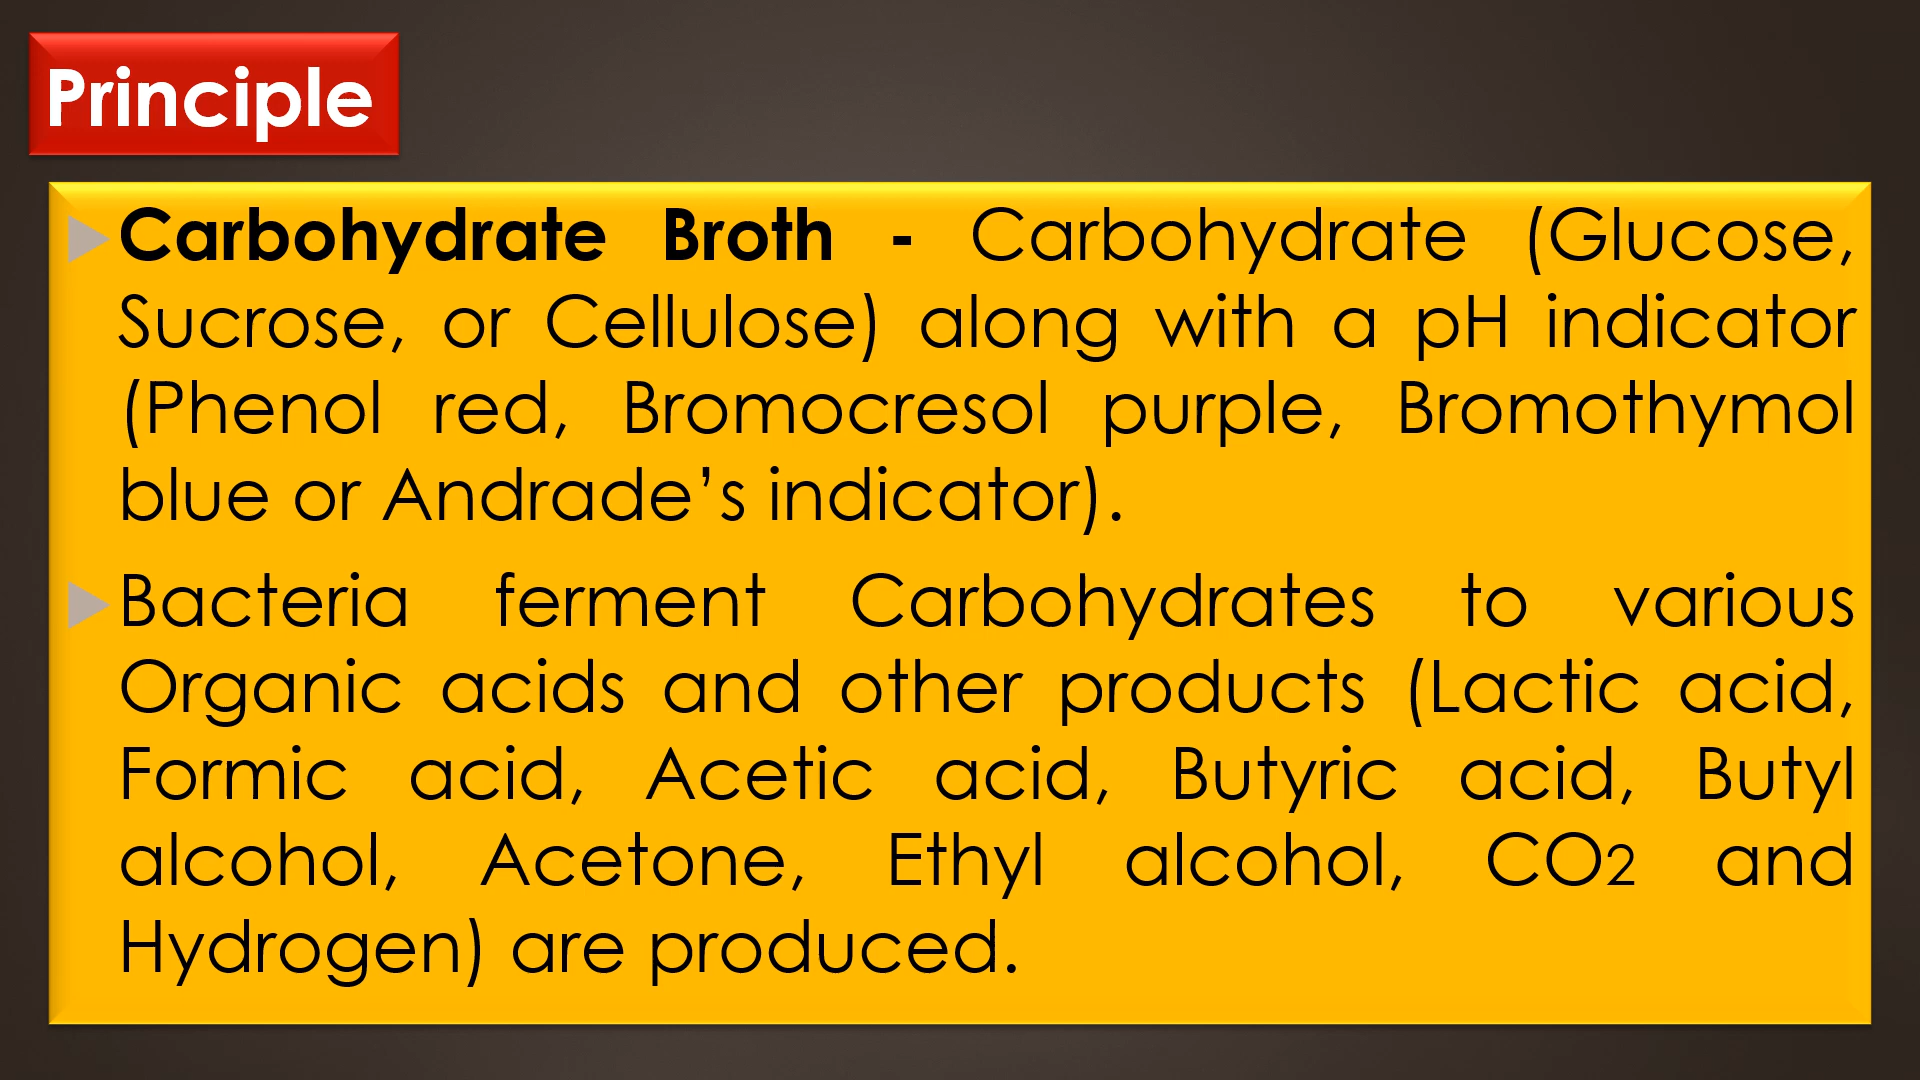 Principle
Carbohydrate Broth - Carbohydrate (Glucose,
Sucrose, or Cellulose) along with a pH indicator
(Phenol red, Bromocresol purple, Bromothymol
blue or Andrade’s indicator).
Bacteria ferment Carbohydrates to various
Organic acids and other products (Lactic acid,
Formic acid, Acetic acid, Butyric acid, Butyl
alcohol, Acetone, Ethyl alcohol, CO2 and
Hydrogen) are produced.